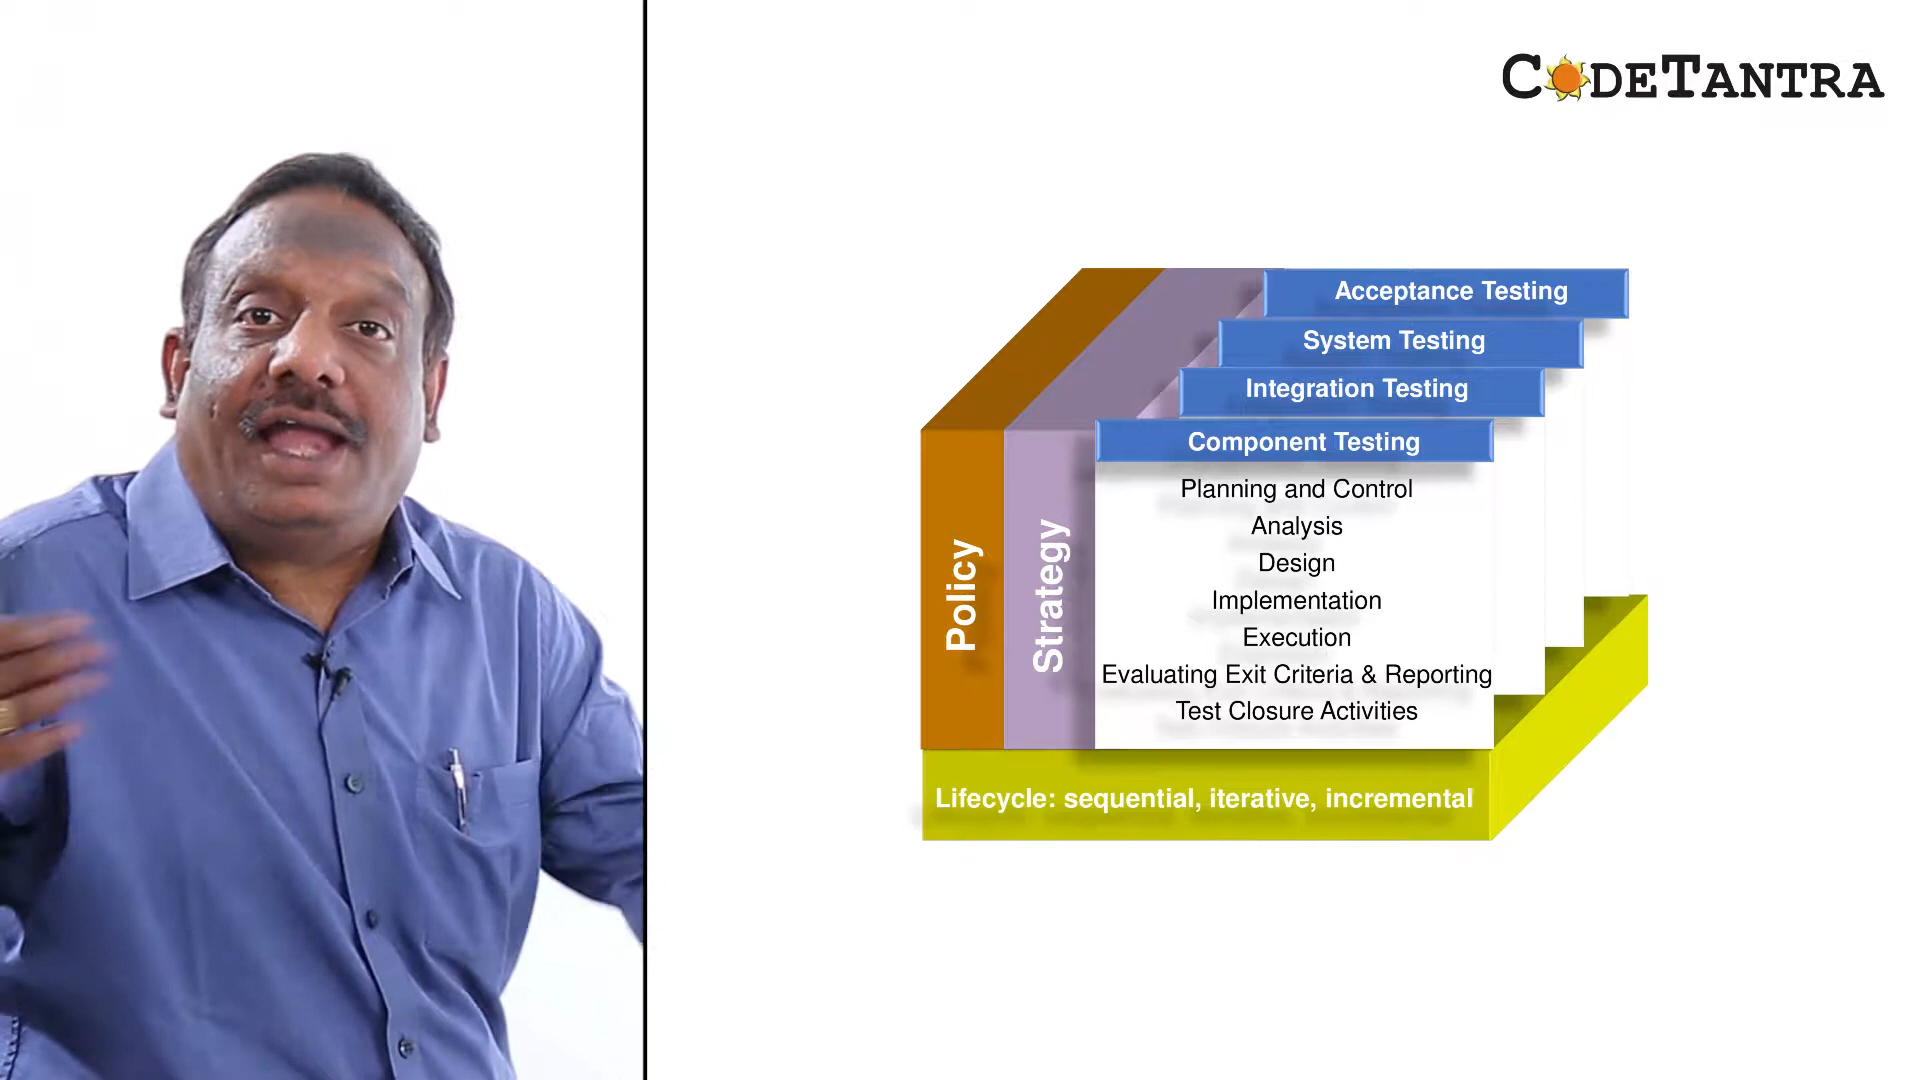 CODETANTRA
Acceptance Testing
System Testing
Integration Testing
Component Testing
Planning and Control
Analysis
Design
Implementation
Execution
Evaluating Exit Criteria & Reporting
Test Closure Activities
Policy
Strategy
Lifecycle: sequential, iterative, incremental